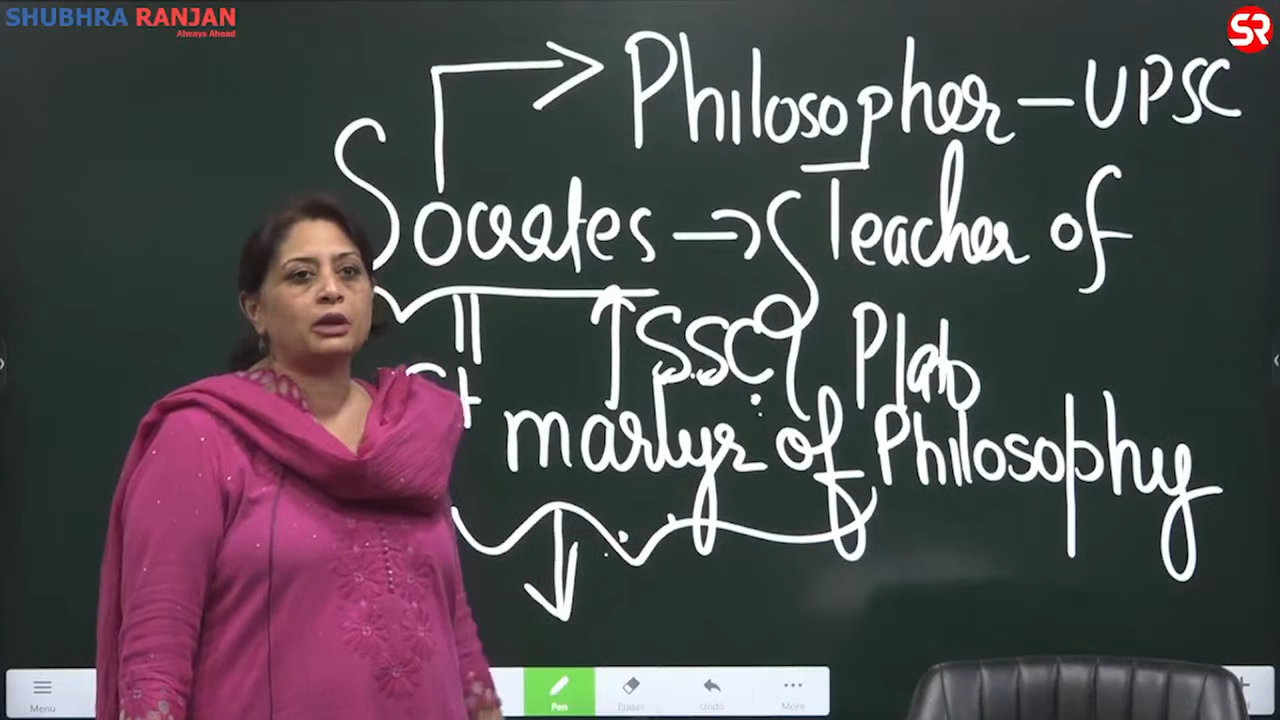 SHUBHRA RANJAN
Always Ahead
SR
Philosopher - UPSC
Socrates → Teacher of
SSC Plato
martyr of Philosophy
Menu
Pen
Eraser
Undo
More